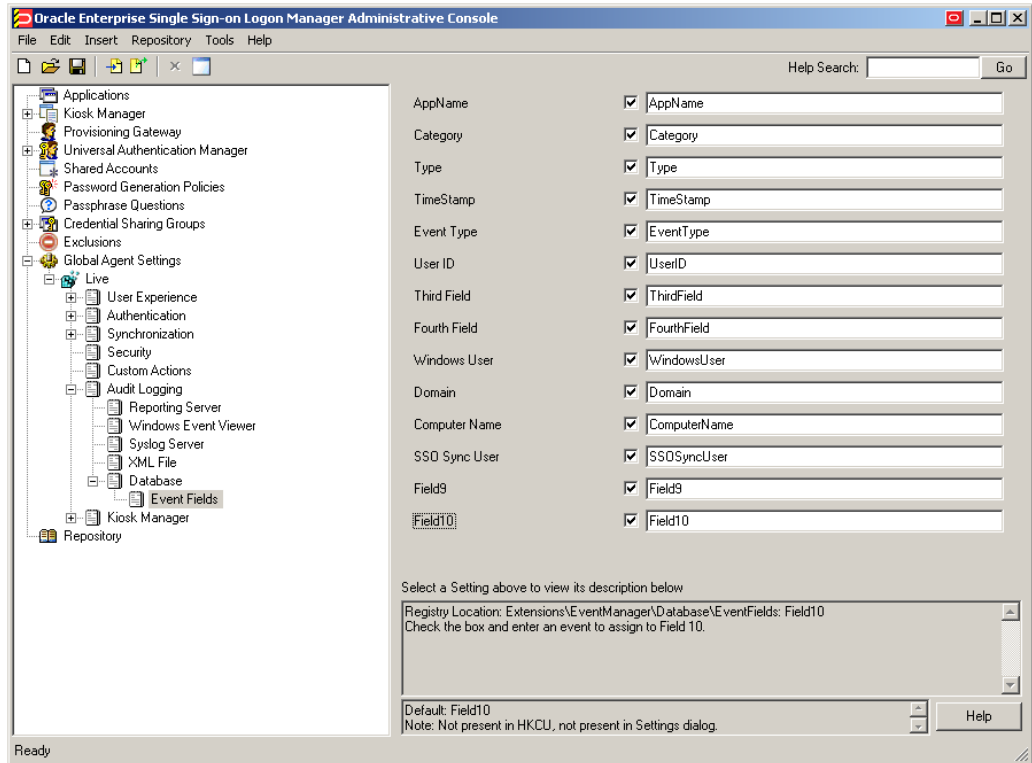 Oracle Enterprise Single Sign-on Logon Manager Administrative Console
File Edit Insert Repository Tools Help
Help Search: Go
Applications
Kiosk Manager
Provisioning Gateway
Universal Authentication Manager
Shared Accounts
Password Generation Policies
Passphrase Questions
Credential Sharing Groups
Exclusions
Global Agent Settings
Live
User Experience
Authentication
Synchronization
Security
Custom Actions
Audit Logging
Reporting Server
Windows Event Viewer
Syslog Server
XML File
Database
Event Fields
Kiosk Manager
Repository
AppName AppName
Category Category
Type Type
TimeStamp TimeStamp
Event Type EventType
User ID UserID
Third Field ThirdField
Fourth Field FourthField
Windows User WindowsUser
Domain Domain
Computer Name ComputerName
SSO Sync User SSOSyncUser
Field9 Field9
Field10 Field10
Select a Setting above to view its description below
Registry Location: Extensions\EventManager\Database\EventFields: Field10
Check the box and enter an event to assign to Field 10.
Default: Field10
Note: Not present in HKCU, not present in Settings dialog.
Help
Ready